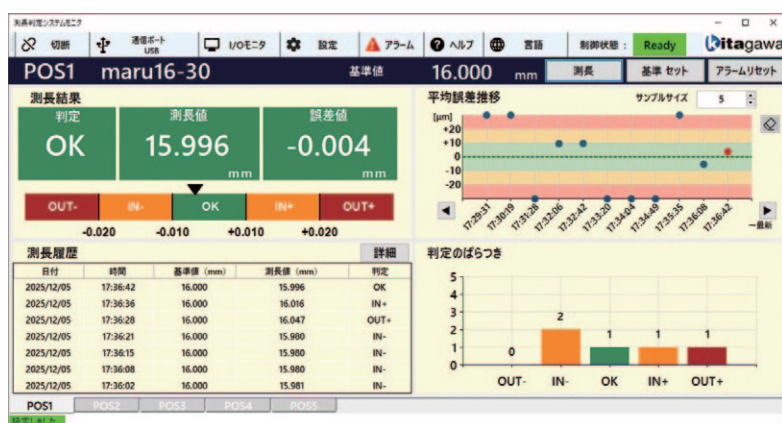 測長判定システムモニタ
切断 通信ポート USB I/Oモニタ 設定 アラーム ヘルプ 言語 制御状態 : Ready Kitagawa
POS1 maru16-30 基準値 16.000 mm 測長 基準 セット アラームリセット
測長結果
判定 測長値 誤差値
OK 15.996 mm -0.004 mm
OUT- IN- OK IN+ OUT+
-0.020 -0.010 +0.010 +0.020
平均誤差推移 サンプルサイズ 5
[μm]
+20
+10
0
-10
-20
17:29:31 17:30:19 17:31:28 17:32:06 17:32:42 17:33:20 17:34:04 17:34:49 17:35:35 17:36:08 17:36:42
一最新
測長履歴 詳細
日付 時間 基準値 (mm) 測長値 (mm) 判定
2025/12/05 17:36:42 16.000 15.996 OK
2025/12/05 17:36:36 16.000 16.016 IN+
2025/12/05 17:36:28 16.000 16.047 OUT+
2025/12/05 17:36:21 16.000 15.980 IN-
2025/12/05 17:36:15 16.000 15.980 IN-
2025/12/05 17:36:08 16.000 15.980 IN-
2025/12/05 17:36:02 16.000 15.981 IN-
判定のばらつき
5
4
3
2
1
0
0 2 1 1 1
OUT- IN- OK IN+ OUT+
POS1 POS2 POS3 POS4 POS5